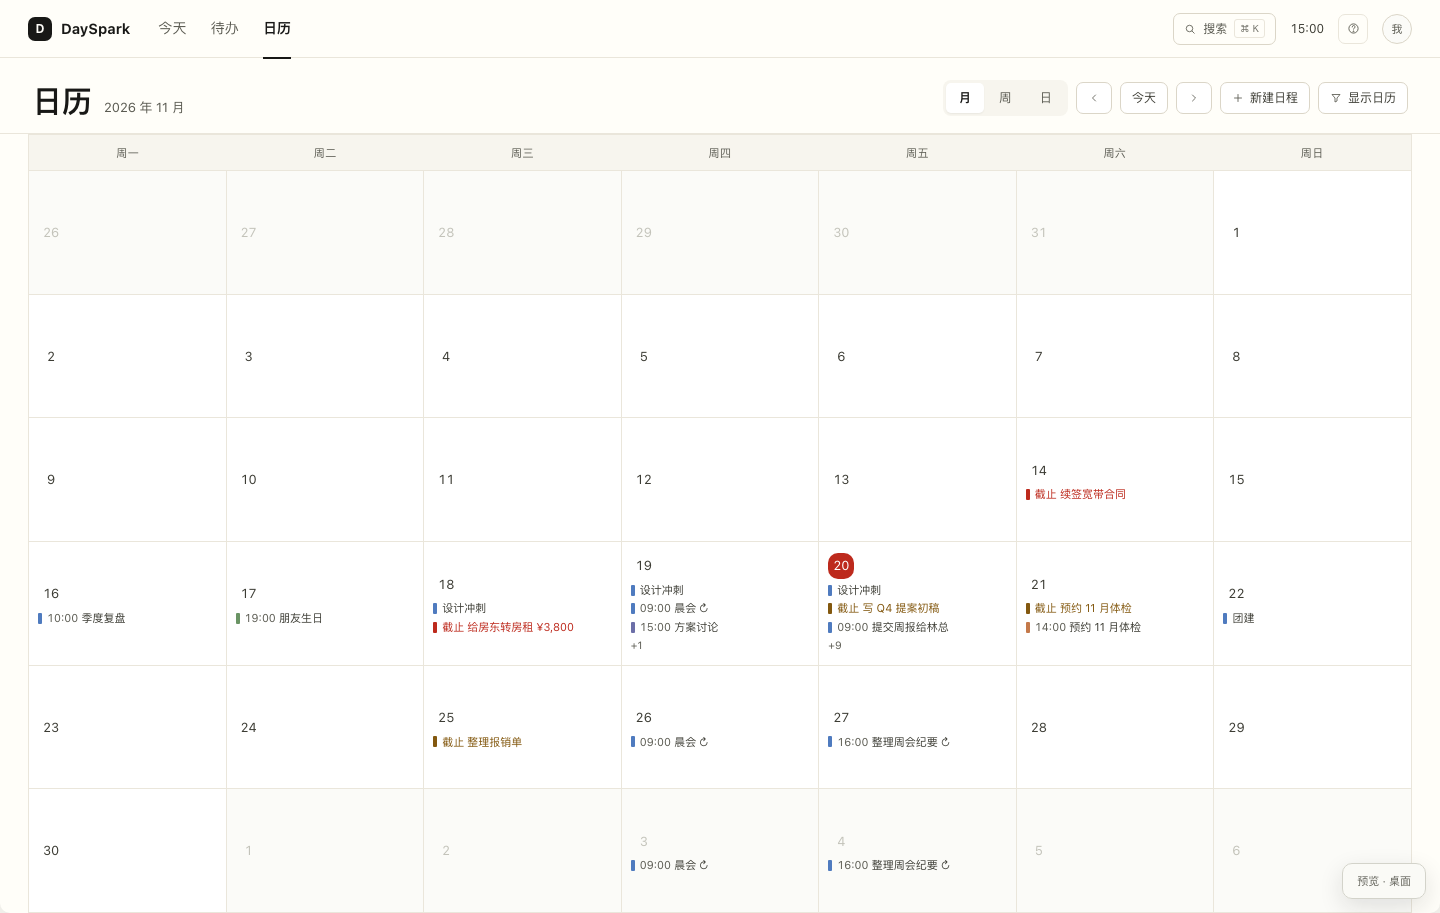 D DaySpark 今天 待办 日历 搜索 ⌘ K 15:00 我
日历 2026 年 11 月 月 周 日 今天 新建日程 显示日历
周一 周二 周三 周四 周五 周六 周日
26 27 28 29 30 31 1
2 3 4 5 6 7 8
9 10 11 12 13 14 15
截止 续签宽带合同
16 17 18 19 20 21 22
10:00 季度复盘
19:00 朋友生日
设计冲刺
截止 给房东转房租 ¥3,800
设计冲刺
09:00 晨会
15:00 方案讨论
+1
设计冲刺
截止 写 Q4 提案初稿
09:00 提交周报给林总
+9
截止 预约 11 月体检
14:00 预约 11 月体检
团建
23 24 25 26 27 28 29
截止 整理报销单
09:00 晨会
16:00 整理周会纪要
30 1 2 3 4 5 6
09:00 晨会
16:00 整理周会纪要
预览 · 桌面